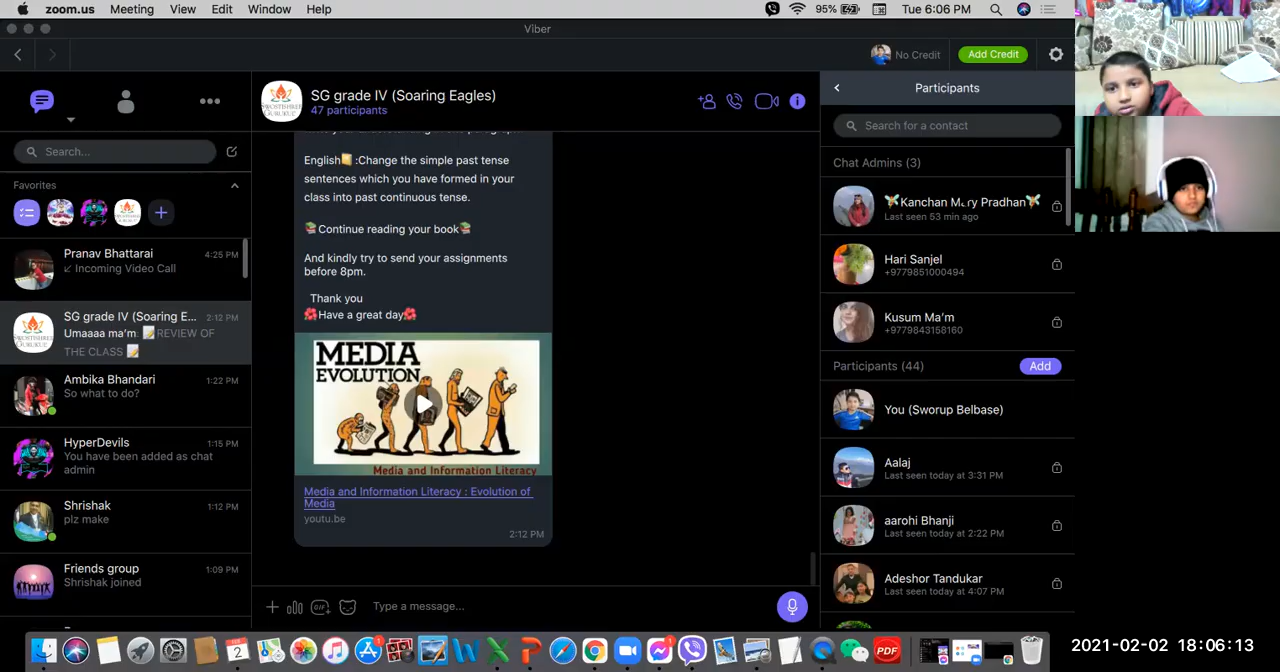 zoom.us Meeting View Edit Window Help
95% Tue 6:06 PM
Viber
No Credit Add Credit
SG grade IV (Soaring Eagles)
47 participants
Search...
Favorites
Pranav Bhattarai 4:25 PM
Incoming Video Call
SG grade IV (Soaring E... 2:12 PM
Umaaaa ma'm: REVIEW OF
THE CLASS
Ambika Bhandari 1:22 PM
So what to do?
HyperDevils 1:15 PM
You have been added as chat
admin
Shrishak 1:12 PM
plz make
Friends group 1:09 PM
Shrishak joined
English :Change the simple past tense
sentences which you have formed in your
class into past continuous tense.
Continue reading your book
And kindly try to send your assignments
before 8pm.
Thank you
Have a great day
MEDIA
EVOLUTION
Media and Information Literacy
Media and Information Literacy : Evolution of
Media
youtu.be
2:12 PM
GIF
Type a message...
Participants
Search for a contact
Chat Admins (3)
Kanchan Mary Pradhan
Last seen 53 min ago
Hari Sanjel
+9779851000494
Kusum Ma'm
+9779843158160
Participants (44) Add
You (Sworup Belbase)
Aalaj
Last seen today at 3:31 PM
aarohi Bhanji
Last seen today at 2:22 PM
Adeshor Tandukar
Last seen today at 4:07 PM
PDF
2021-02-02 18:06:13